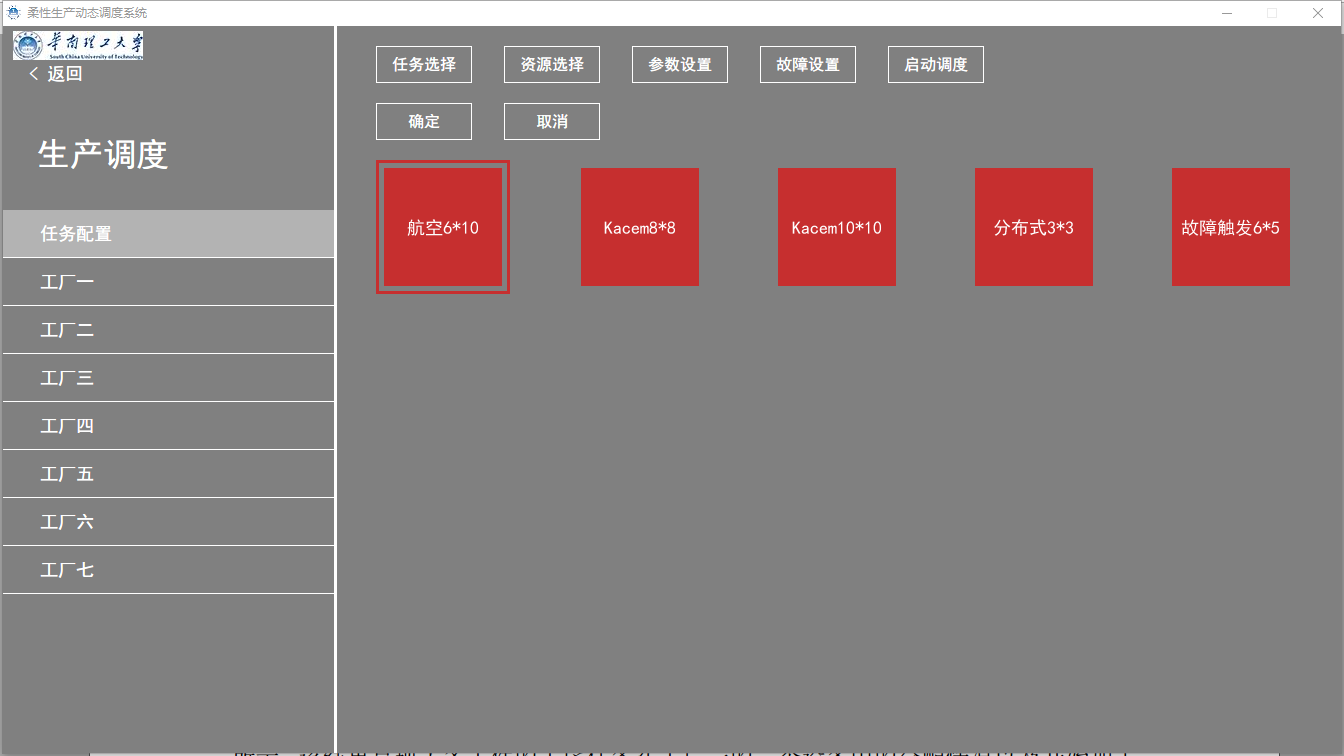 柔性生产动态调度系统
华南理工大学
South China University of Technology
返回
生产调度
任务配置
工厂一
工厂二
工厂三
工厂四
工厂五
工厂六
工厂七
任务选择 资源选择 参数设置 故障设置 启动调度
确定 取消
航空6*10 Kacem8*8 Kacem10*10 分布式3*3 故障触发6*5